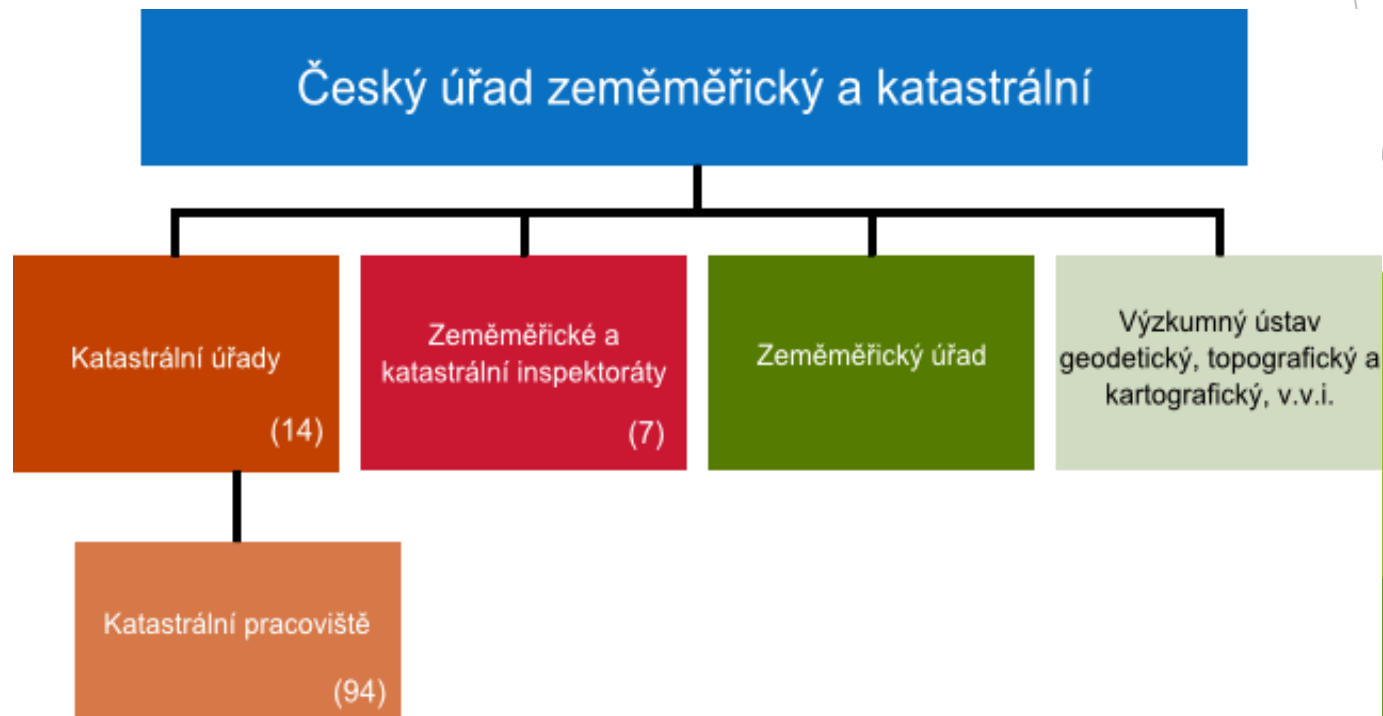 Český úřad zeměměřický a katastrální
Katastrální úřady
(14)
Zeměměřické a
katastrální inspektoráty
(7)
Zeměměřický úřad
Výzkumný ústav
geodetický, topografický a
kartografický, v.v.i.
Katastrální pracoviště
(94)